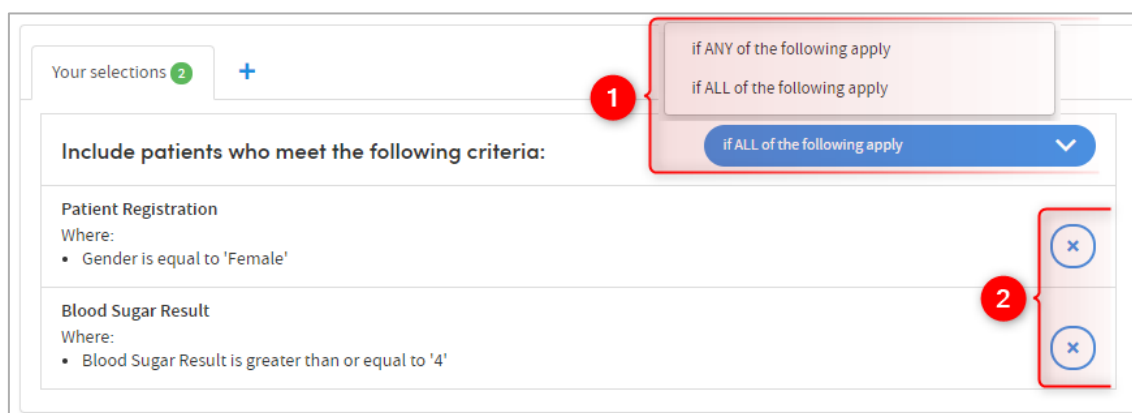 if ANY of the following apply
Your selections 2 +
if ALL of the following apply
1
Include patients who meet the following criteria:
if ALL of the following apply
Patient Registration
Where:
• Gender is equal to 'Female'
2
Blood Sugar Result
Where:
• Blood Sugar Result is greater than or equal to '4'